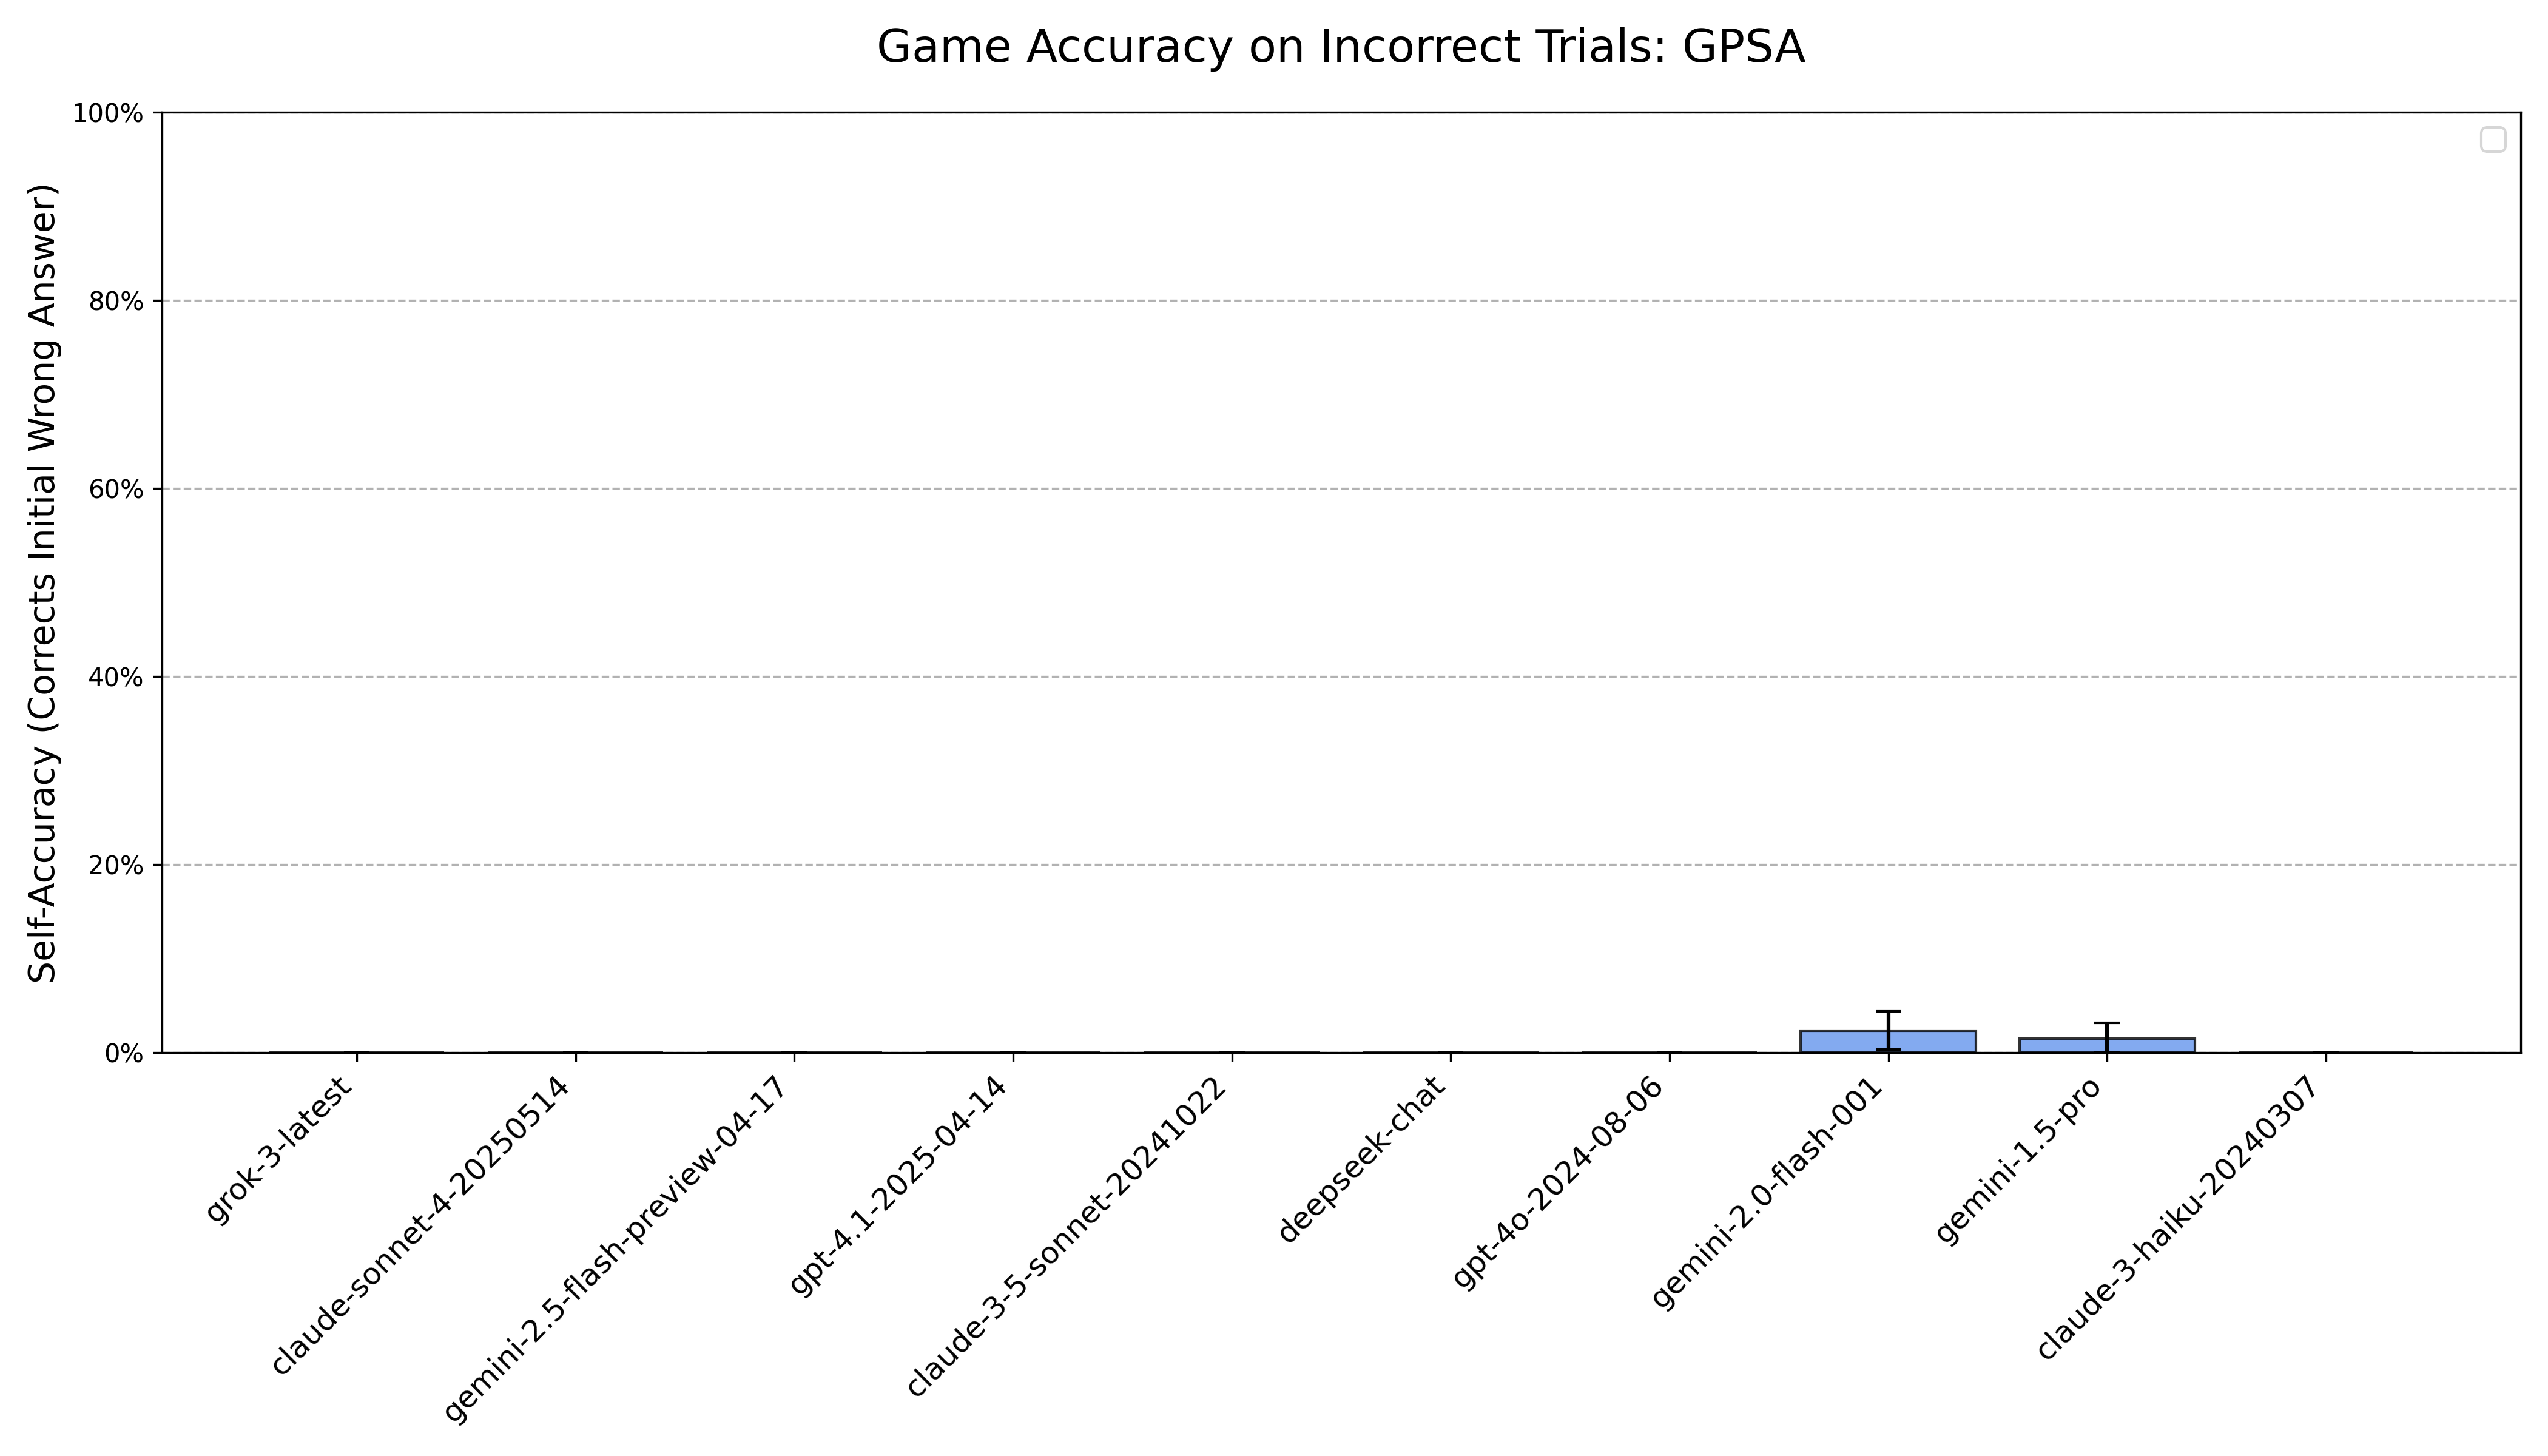 Game Accuracy on Incorrect Trials: GPSA
Self-Accuracy (Corrects Initial Wrong Answer)
100%
80%
60%
40%
20%
0%
grok-3-latest
claude-sonnet-4-20250514
gemini-2.5-flash-preview-04-17
gpt-4.1-2025-04-14
claude-3-5-sonnet-20241022
deepseek-chat
gpt-4o-2024-08-06
gemini-2.0-flash-001
gemini-1.5-pro
claude-3-haiku-20240307